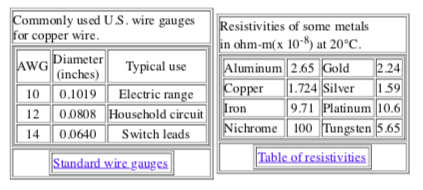 Commonly used U.S. wire gauges
for copper wire.
AWG Diameter (inches) Typical use
10 0.1019 Electric range
12 0.0808 Household circuit
14 0.0640 Switch leads
Standard wire gauges
Resistivities of some metals
in ohm-m(x 10-8) at 20°C.
Aluminum 2.65 Gold 2.24
Copper 1.724 Silver 1.59
Iron 9.71 Platinum 10.6
Nichrome 100 Tungsten 5.65
Table of resistivities